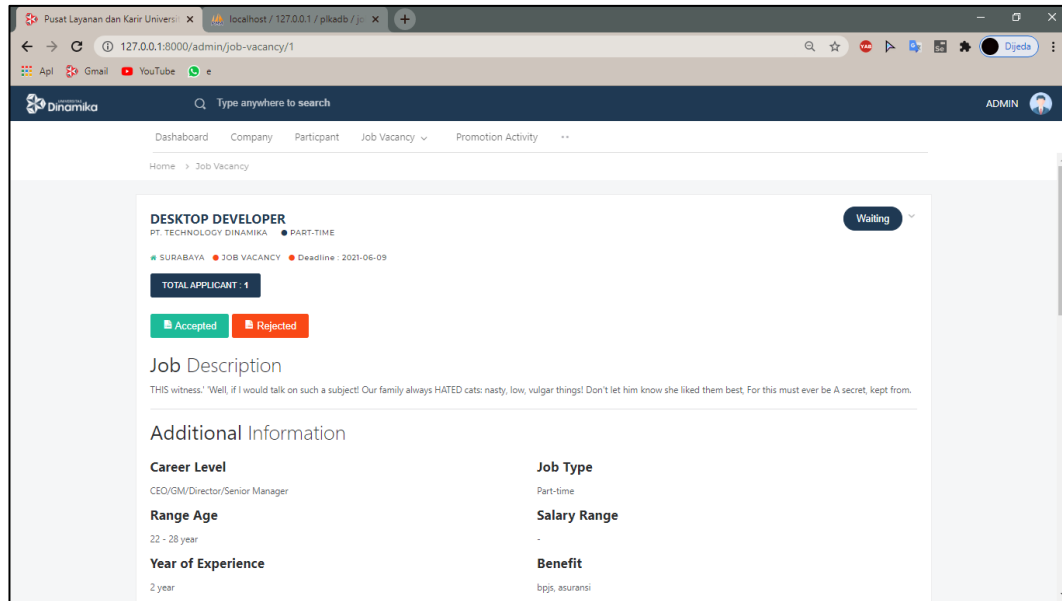 Pusat Layanan dan Karir Universit
localhost / 127.0.0.1 / plkadb / jo
127.0.0.1:8000/admin/job-vacancy/1
Dijeda
Apl Gmail YouTube e
UNIVERSITAS
Dinamika
Type anywhere to search
ADMIN
Dashaboard Company Particpant Job Vacancy Promotion Activity
Home > Job Vacancy
DESKTOP DEVELOPER
Waiting
PT. TECHNOLOGY DINAMIKA PART-TIME
SURABAYA JOB VACANCY Deadline : 2021-06-09
TOTAL APPLICANT : 1
Accepted Rejected
Job Description
THIS witness.' 'Well, if I would talk on such a subject! Our family always HATED cats: nasty, low, vulgar things! Don't let him know she liked them best, For this must ever be A secret, kept from.
Additional Information
Career Level
CEO/GM/Director/Senior Manager
Job Type
Part-time
Range Age
22 - 28 year
Salary Range
-
Year of Experience
2 year
Benefit
bpjs, asuransi